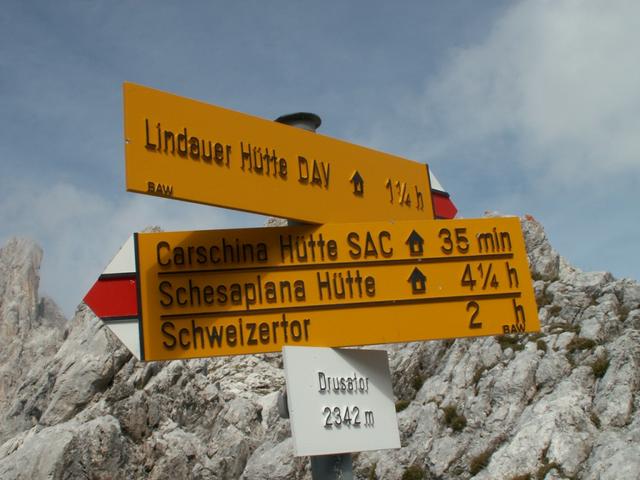 Lindauer Hütte DAV 1¼ h
BAW
Carschina Hütte SAC 35 min
Schesaplana Hütte 4¼ h
Schweizertor 2 h
BAW
Drusator
2342 m